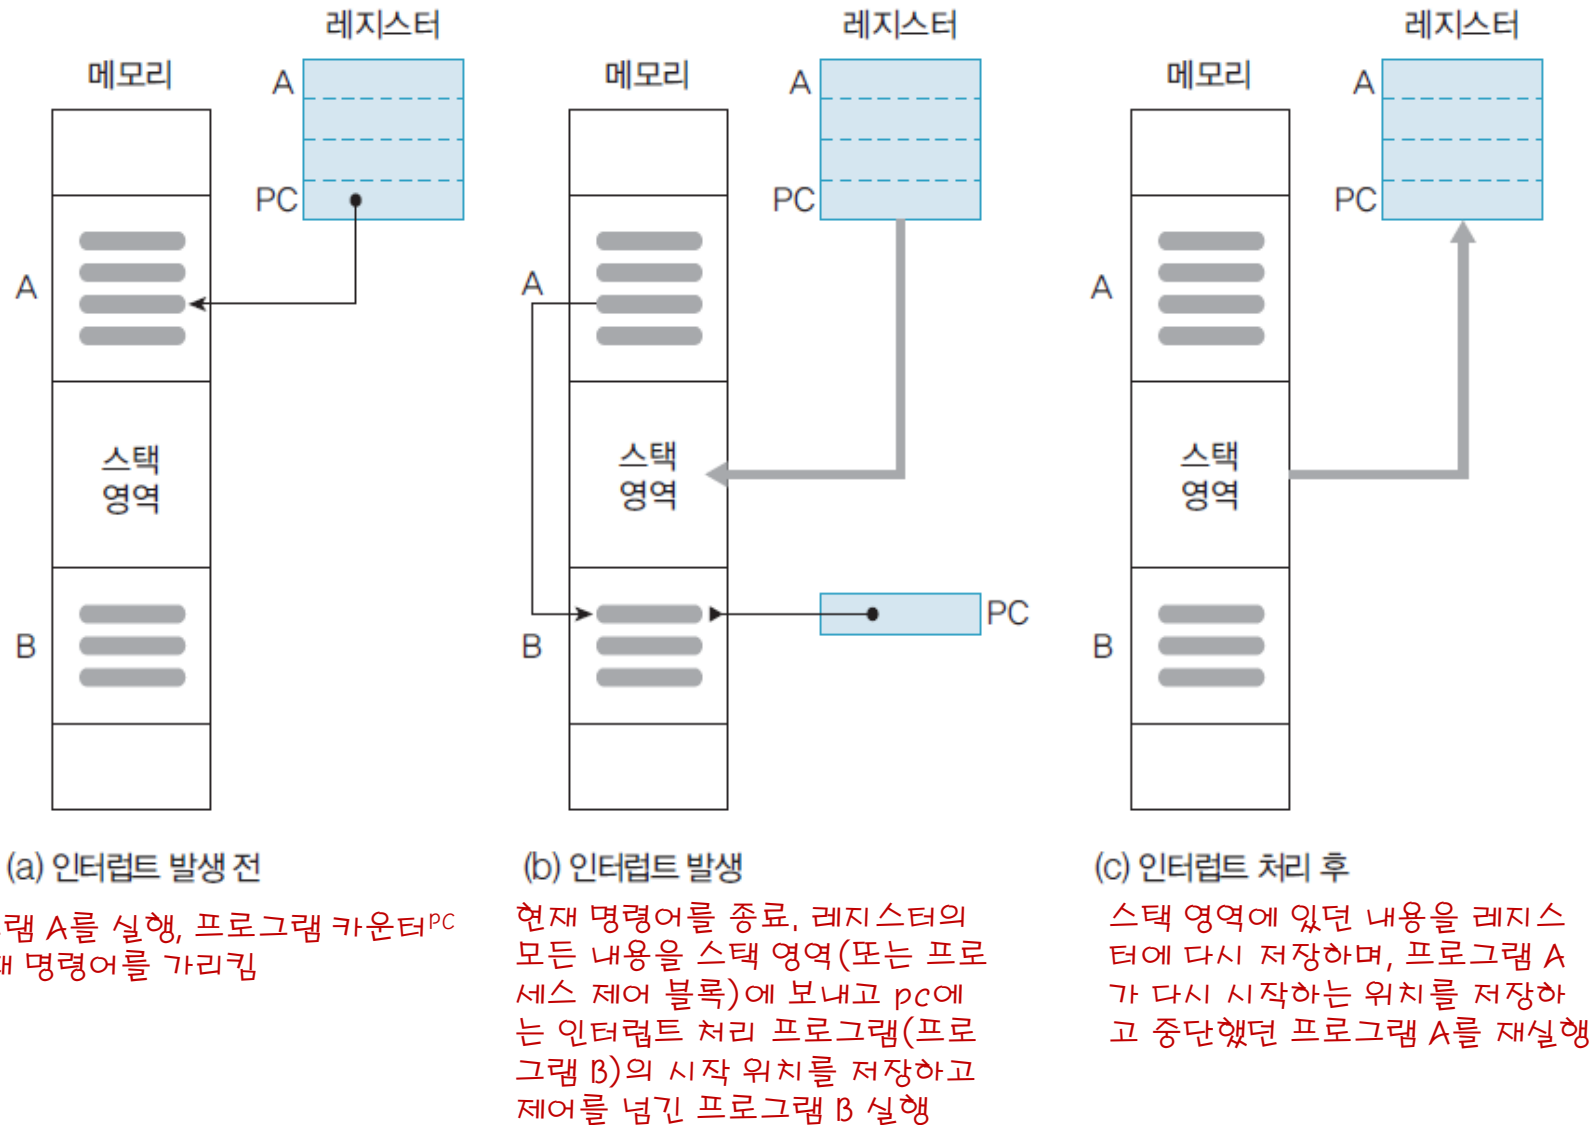 레지스터
메모리
A
PC
A
스택
영역
B
(a) 인터럽트 발생 전
램 A를 실행, 프로그램 카운터PC
명령어를 가리킴
레지스터
메모리
A
PC
A
스택
영역
B
PC
(b) 인터럽트 발생
현재 명령어를 종료, 레지스터의
모든 내용을 스택 영역(또는 프로
세스 제어 블록)에 보내고 pc에
는 인터럽트 처리 프로그램(프로
그램 B)의 시작 위치를 저장하고
제어를 넘긴 프로그램 B 실행
레지스터
메모리
A
PC
A
스택
영역
B
(c) 인터럽트 처리 후
스택 영역에 있던 내용을 레지스
터에 다시 저장하며, 프로그램 A
가 다시 시작하는 위치를 저장하
고 중단했던 프로그램 A를 재실행